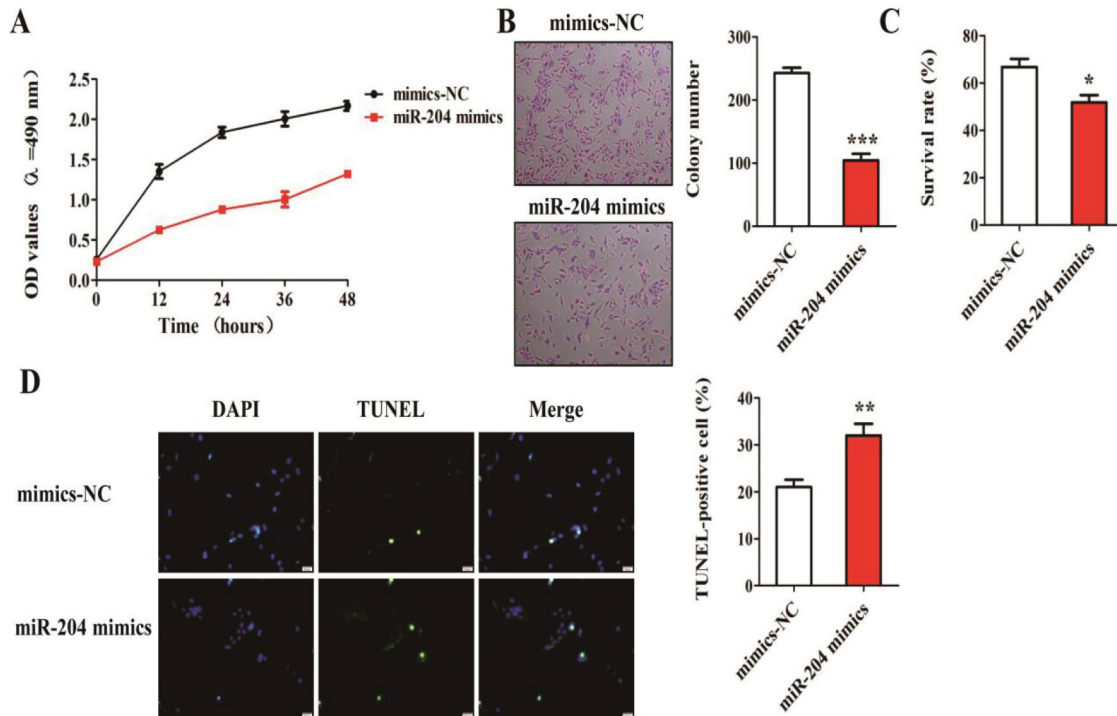 A
OD values (λ =490 nm)
2.5
2.0
1.5
1.0
0.5
0.0
0
12
24
36
48
Time (hours)
mimics-NC
miR-204 mimics
B
mimics-NC
miR-204 mimics
Colony number
300
200
100
0
***
mimics-NC
miR-204 mimics
C
Survival rate (%)
80
60
40
20
0
*
mimics-NC
miR-204 mimics
D
DAPI
TUNEL
Merge
mimics-NC
miR-204 mimics
TUNEL-positive cell (%)
40
30
20
10
0
**
mimics-NC
miR-204 mimics